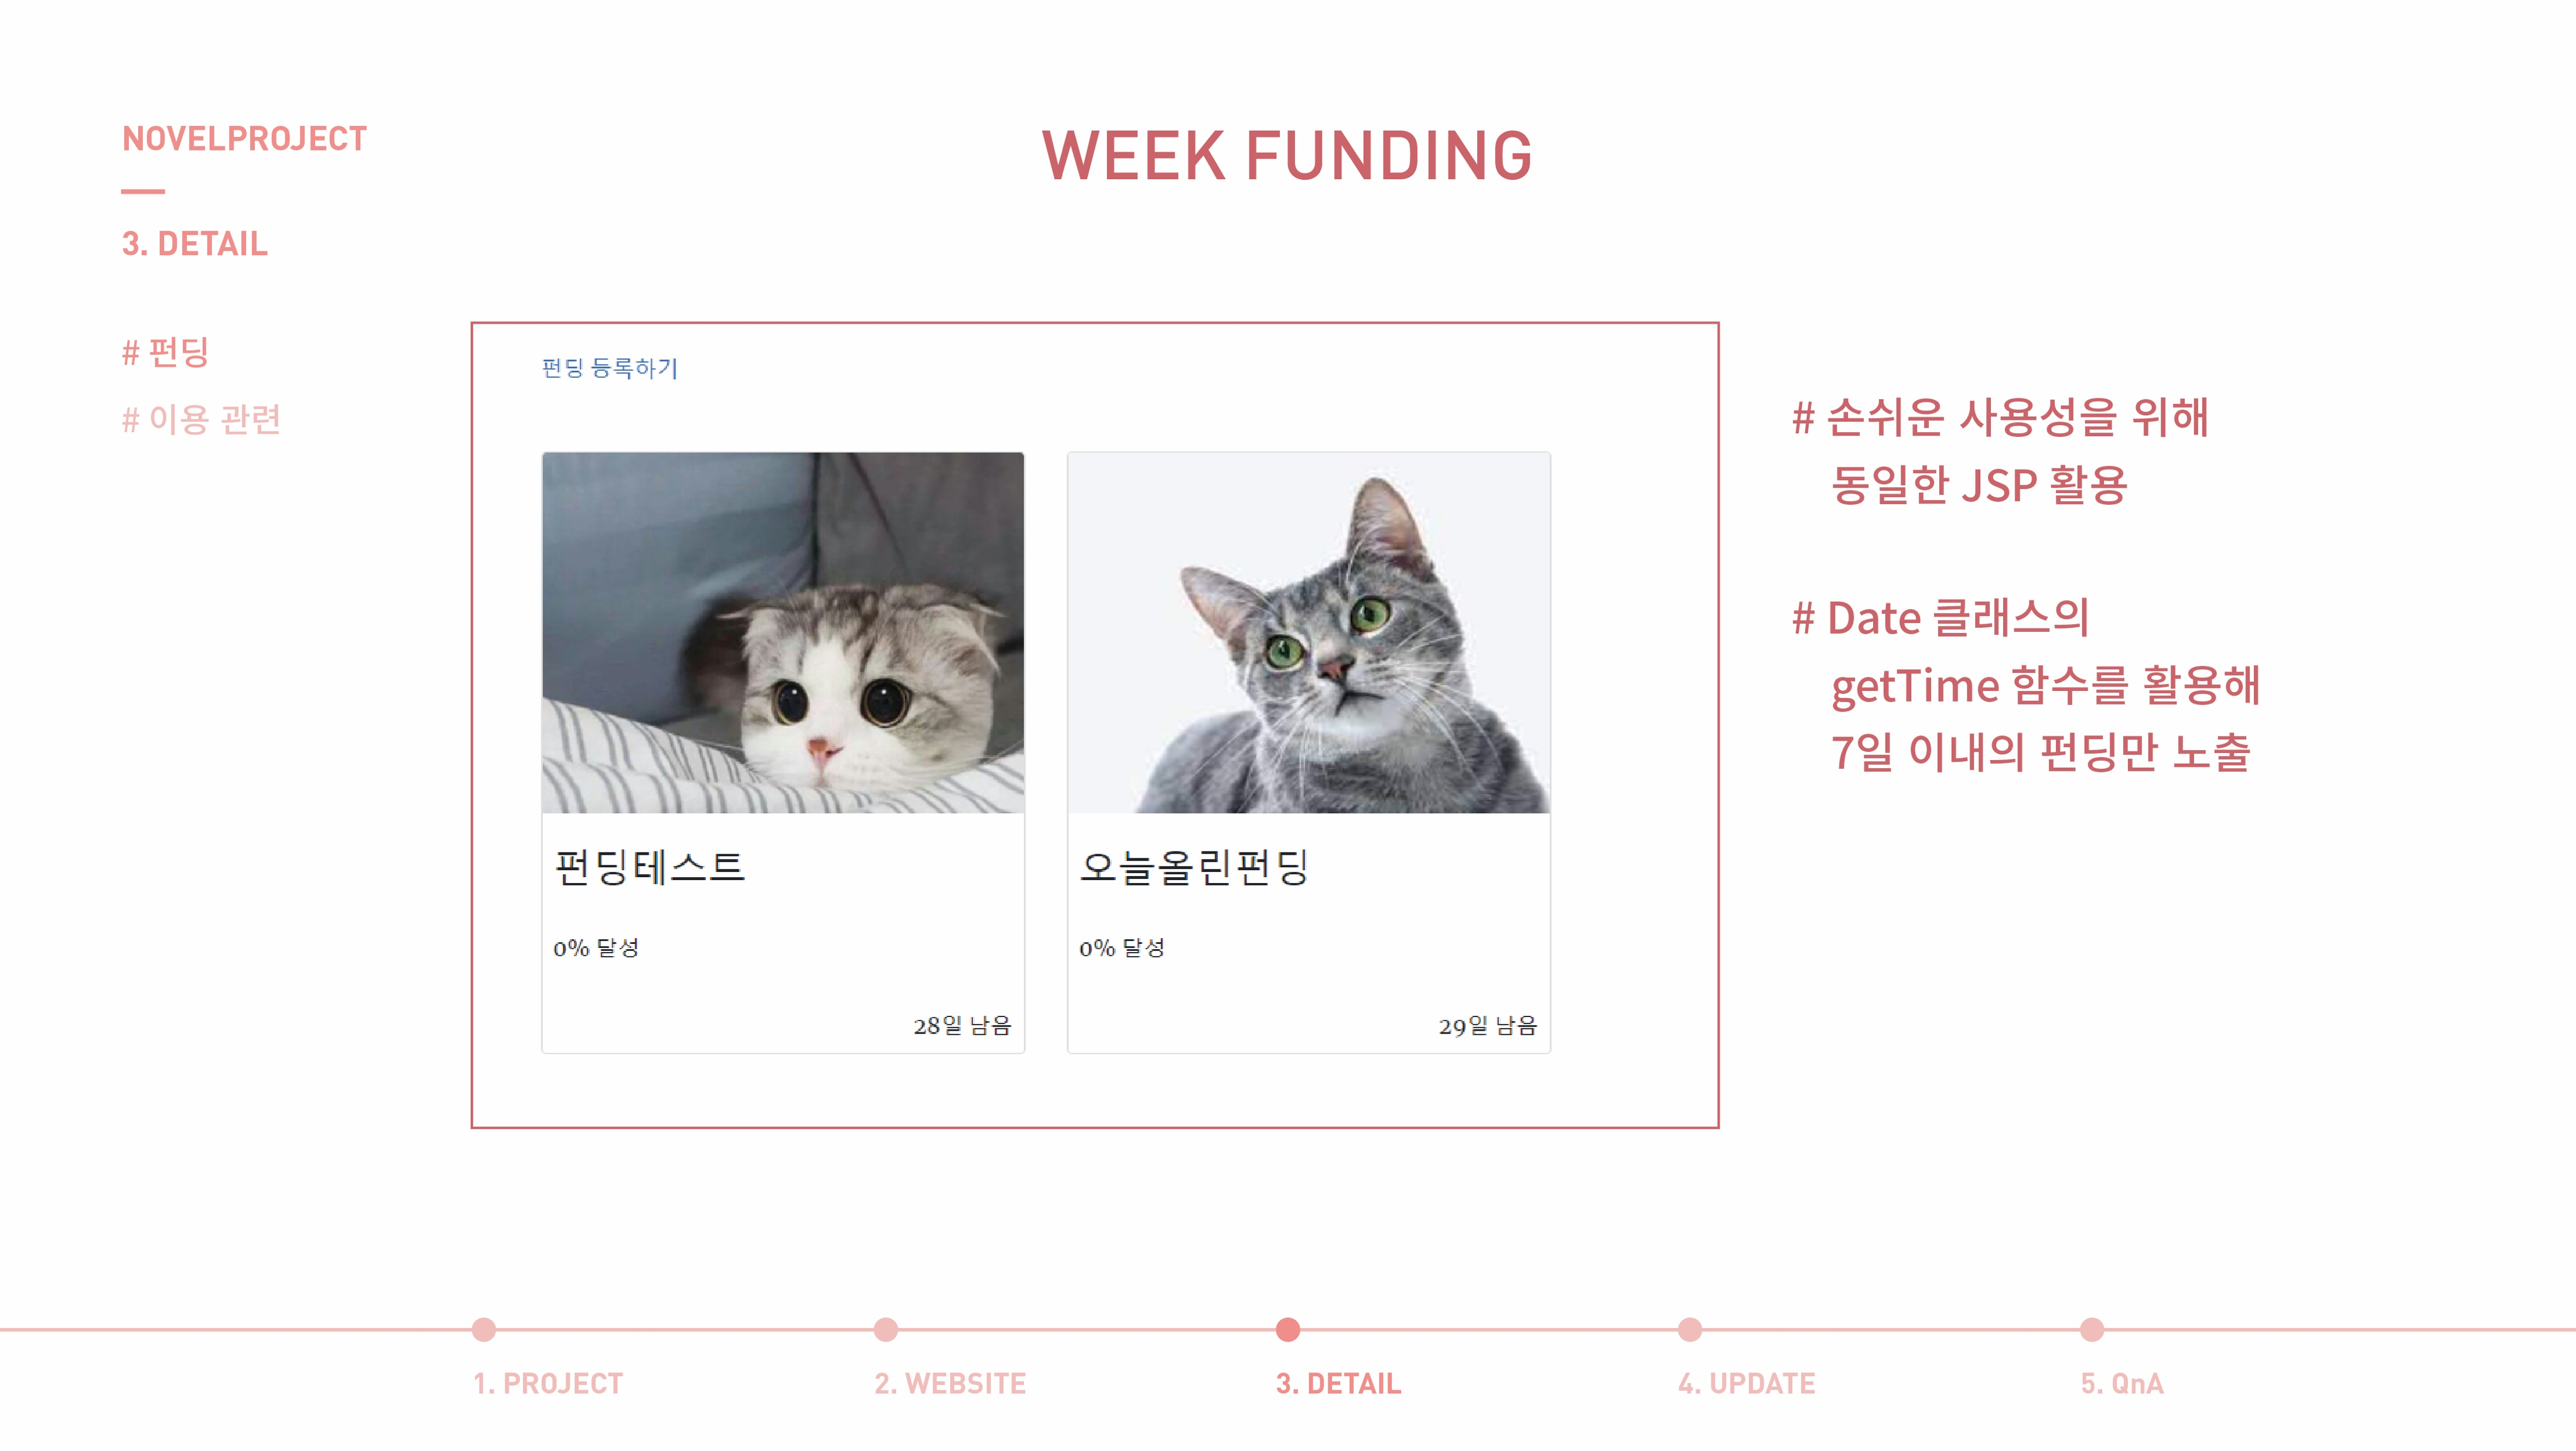 NOVELPROJECT
3. DETAIL
# 펀딩
# 이용 관련
WEEK FUNDING
펀딩 등록하기
펀딩테스트
0% 달성
28일 남음
오늘올린펀딩
0% 달성
29일 남음
# 손쉬운 사용성을 위해
동일한 JSP 활용
# Date 클래스의
getTime 함수를 활용해
7일 이내의 펀딩만 노출
1. PROJECT
2. WEBSITE
3. DETAIL
4. UPDATE
5. QnA